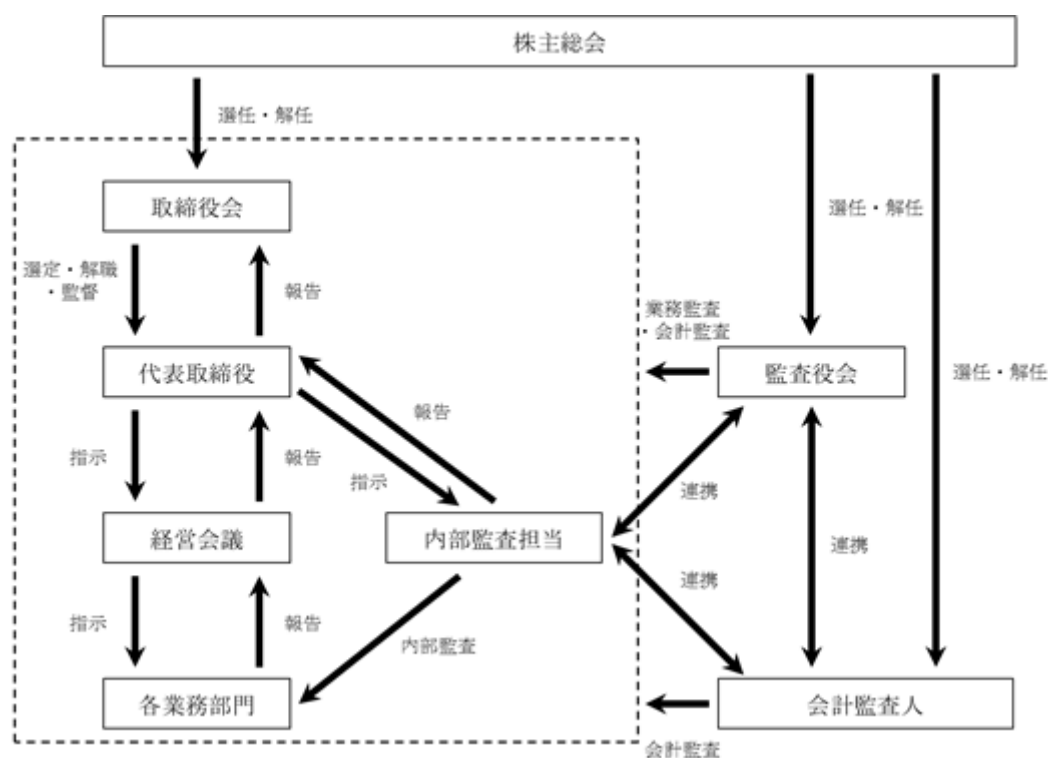 株主総会
選任・解任
取締役会
選任・解任
選定・解職
・監督
報告
業務監査
・会計監査
代表取締役
監査役会
選任・解任
報告
指示
報告
指示
連携
経営会議
内部監査担当
連携
連携
指示
報告
内部監査
各業務部門
会計監査人
会計監査